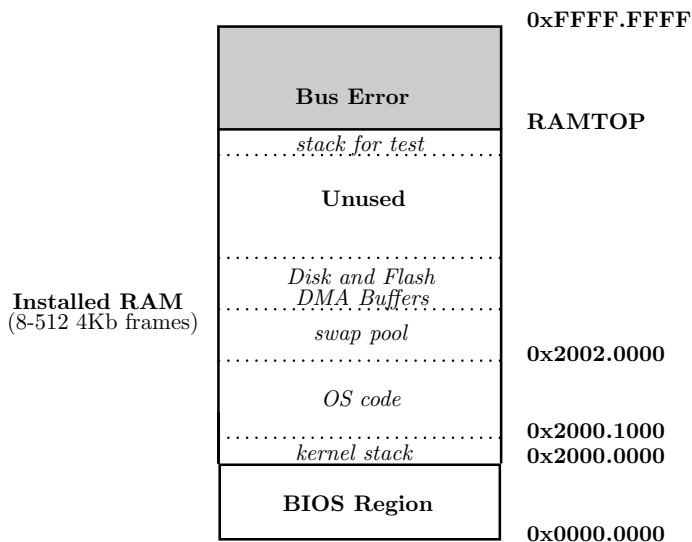 0xFFFF.FFFF
Bus Error
RAMTOP
stack for test
Unused
Disk and Flash
DMA Buffers
Installed RAM
(8-512 4Kb frames)
swap pool
0x2002.0000
OS code
0x2000.1000
kernel stack
0x2000.0000
BIOS Region
0x0000.0000